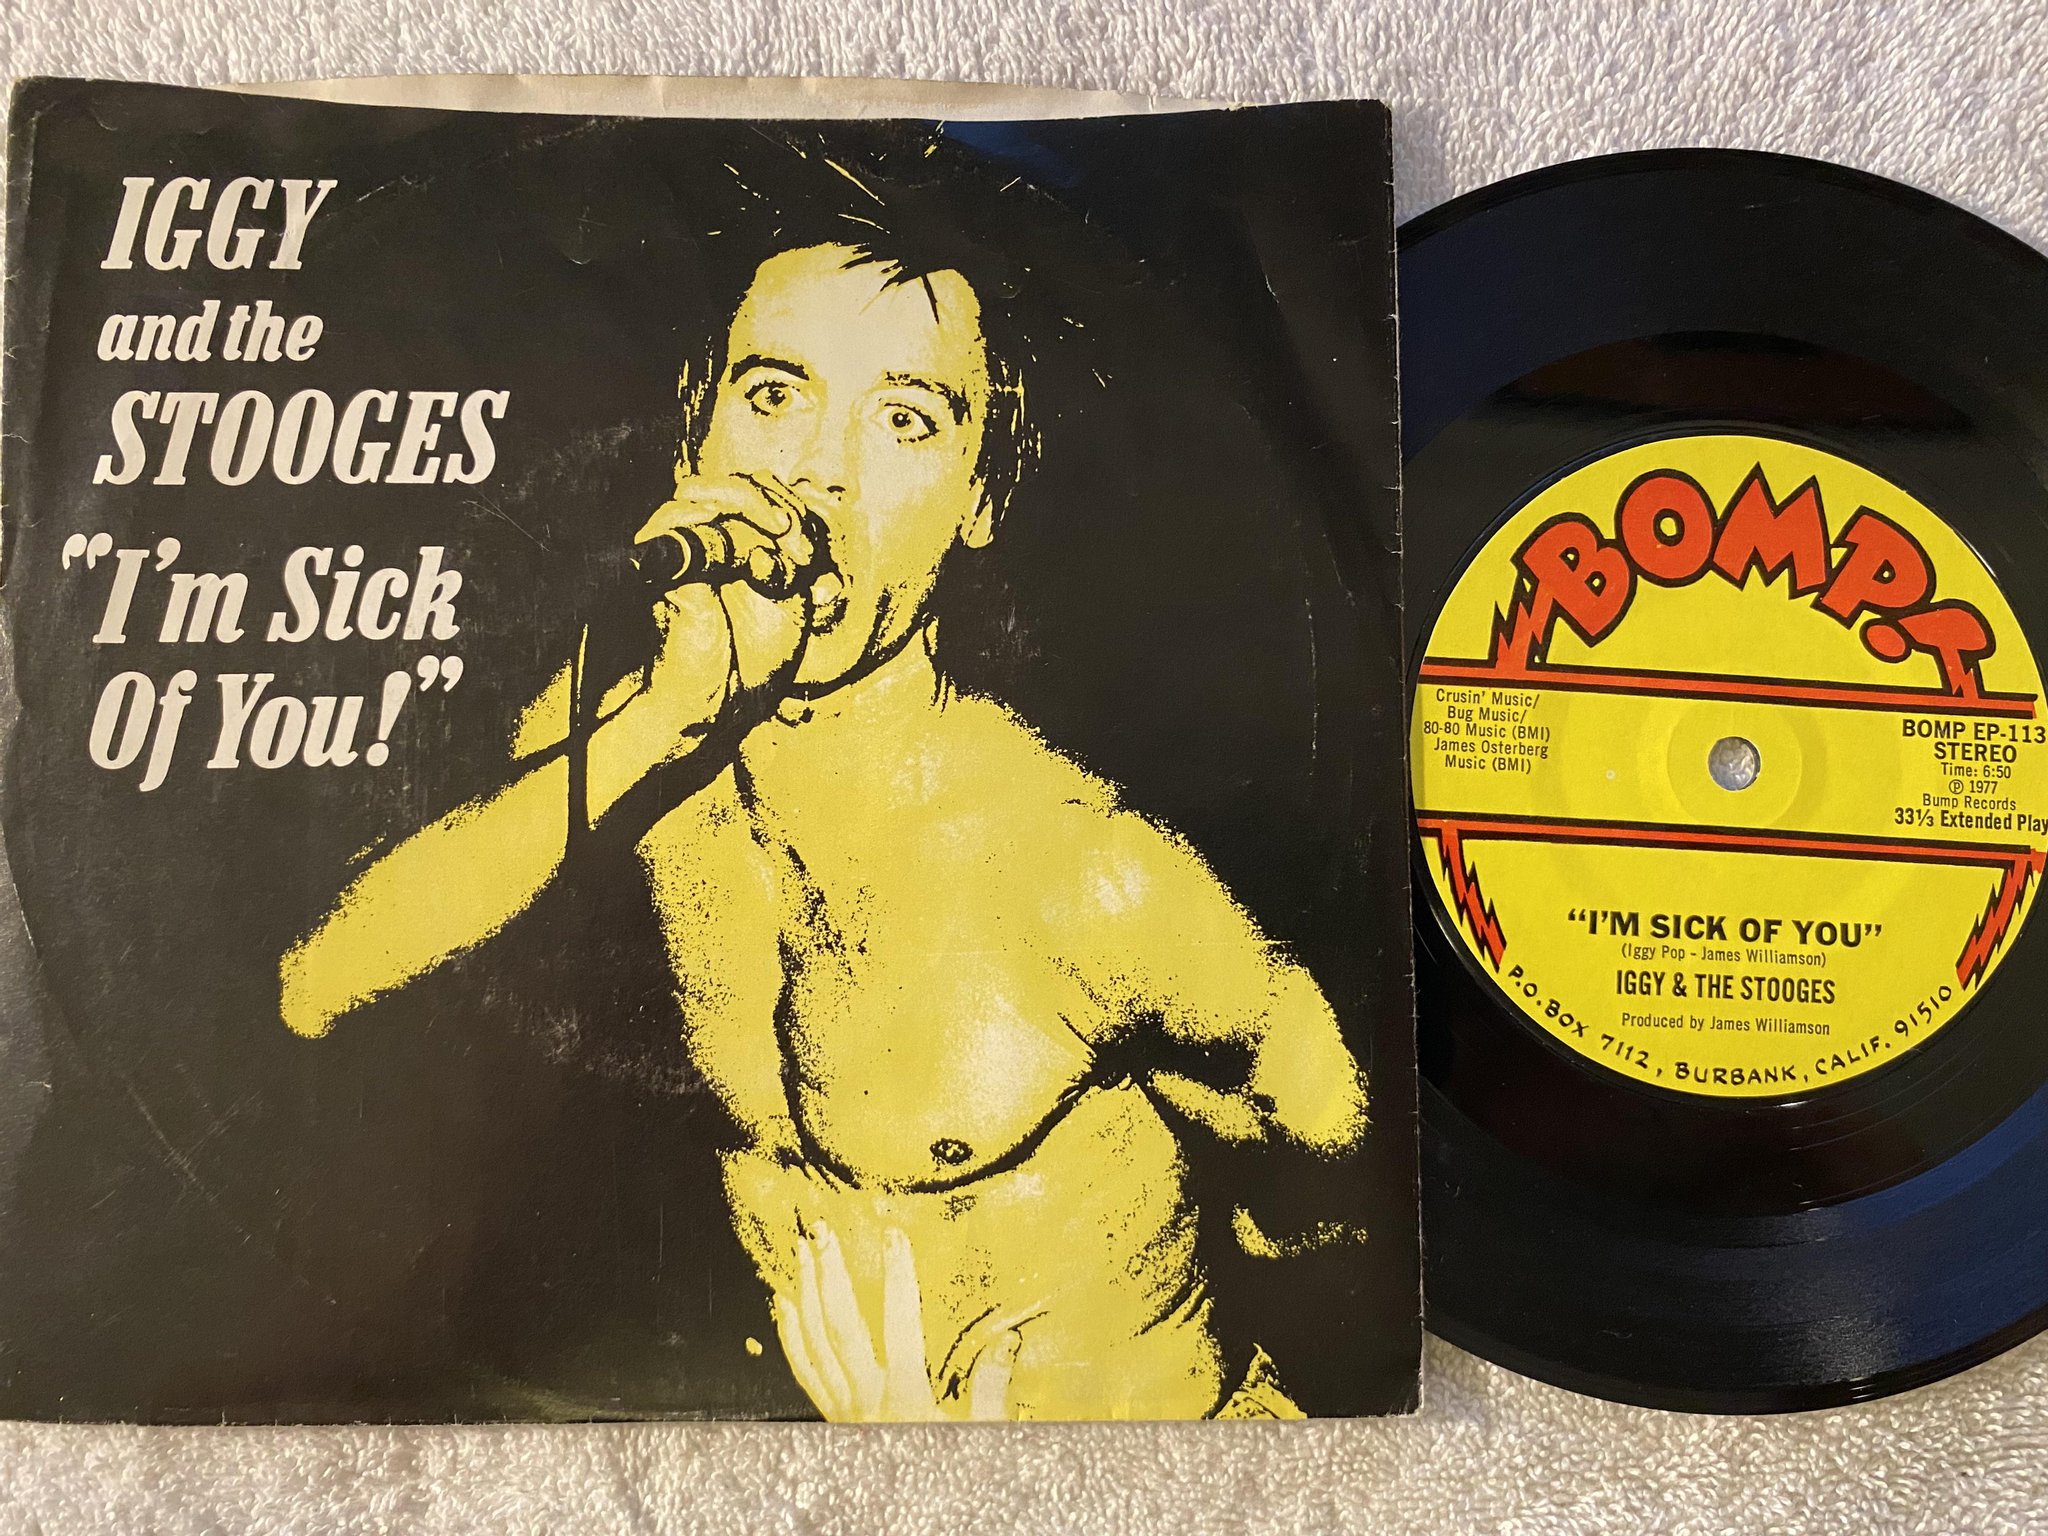 IGGY
and the
STOOGES
"I'm Sick
Of You!"
BOMP!
Crusin' Music/
Bug Music/
80-80 Music (BMI)
James Osterberg
Music (BMI)
BOMP EP-113
STEREO
Time: 6:50
℗ 1977
Bump Records
33⅓ Extended Play
"I'M SICK OF YOU"
(Iggy Pop - James Williamson)
IGGY & THE STOOGES
Produced by James Williamson
P.O. BOX 7112, BURBANK, CALIF. 91510